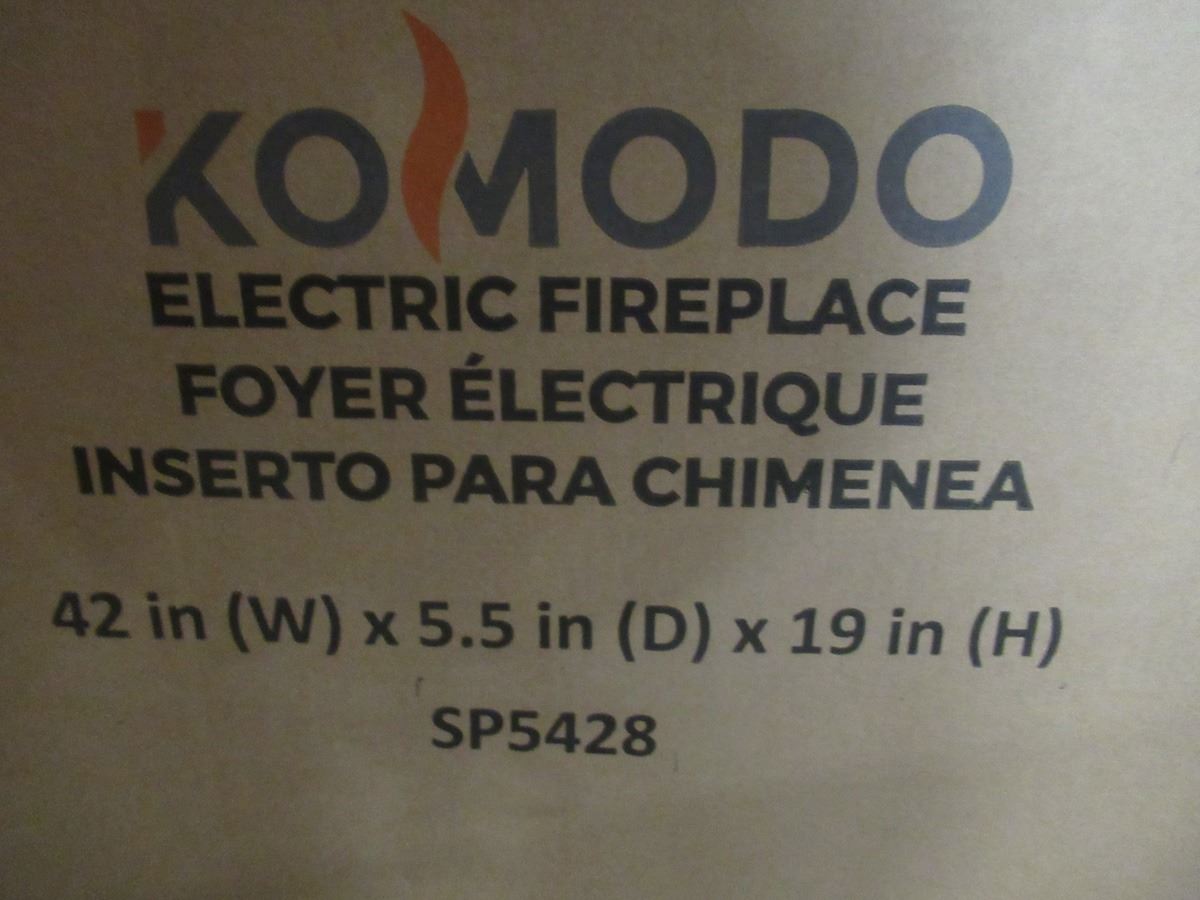 KOMODO
ELECTRIC FIREPLACE
FOYER ÉLECTRIQUE
INSERTO PARA CHIMENEA
42 in (W) x 5.5 in (D) x 19 in (H)
SP5428